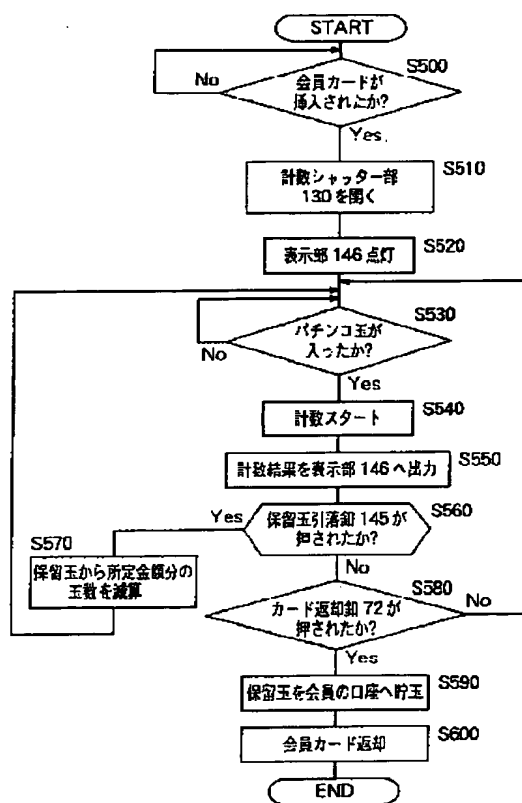 START
S500
会員カードが
挿入されたか?
No
Yes.
S510
計数シャッター部
130を開く
S520
表示部146点灯
S530
パチンコ玉が
入ったか?
No
Yes
S540
計数スタート
S550
計数結果を表示部146へ出力
S560
保留玉引落釦145が
押されたか?
Yes
No
S570
保留玉から所定金額分の
玉数を減算
S580
カード返却釦72が
押されたか?
No
Yes
S590
保留玉を会員の口座へ貯玉
S600
会員カード返却
END